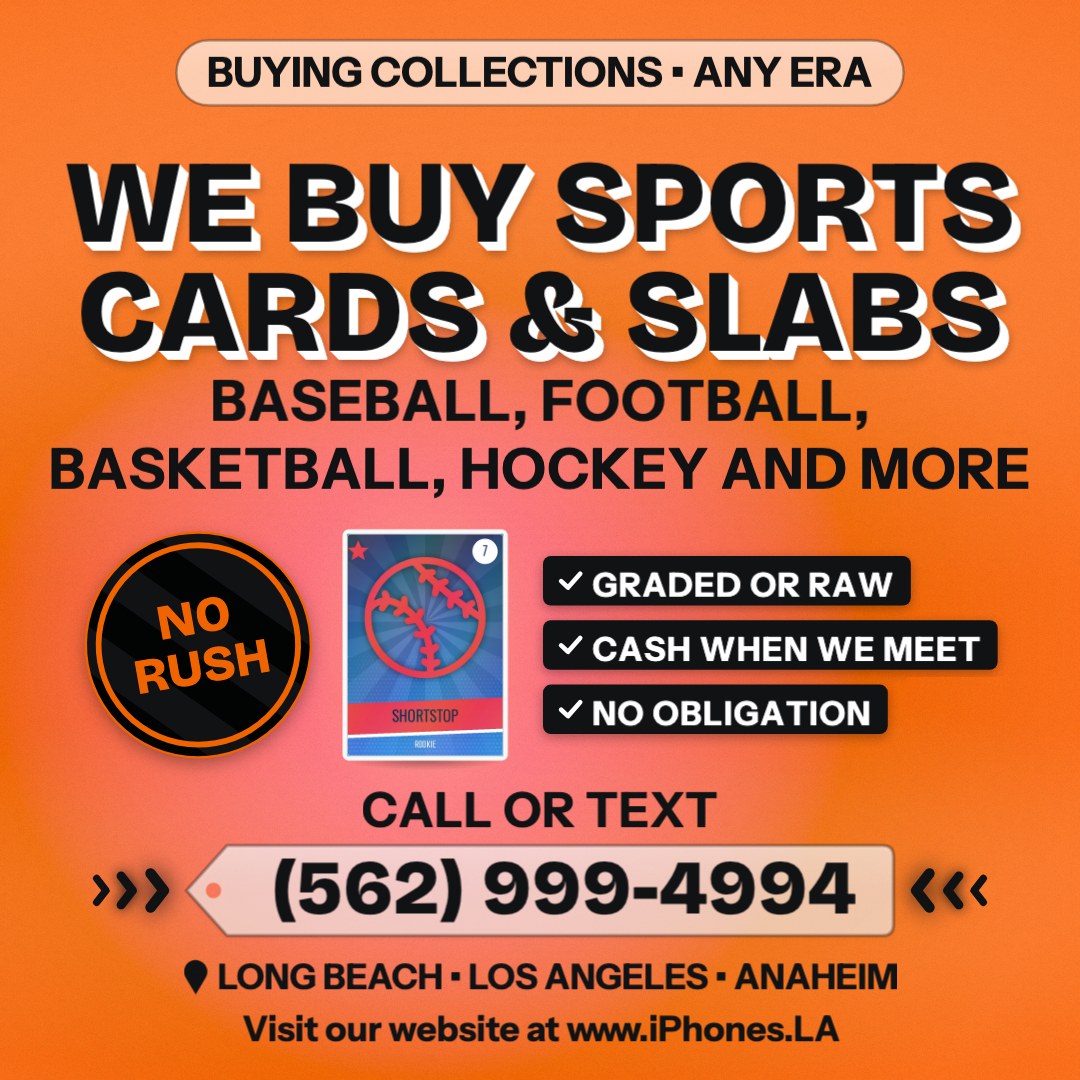 BUYING COLLECTIONS ▪ ANY ERA
WE BUY SPORTS
CARDS & SLABS
BASEBALL, FOOTBALL,
BASKETBALL, HOCKEY AND MORE
NO
RUSH
7
SHORTSTOP
ROOKIE
GRADED OR RAW
CASH WHEN WE MEET
NO OBLIGATION
CALL OR TEXT
(562) 999-4994
LONG BEACH ▪ LOS ANGELES ▪ ANAHEIM
Visit our website at www.iPhones.LA